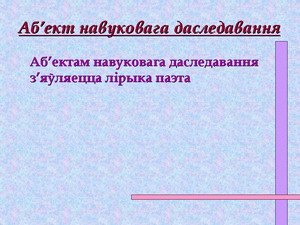 Аб’ект навуковага даследавання
Аб’ектам навуковага даследавання
з’яўляецца лірыка паэта